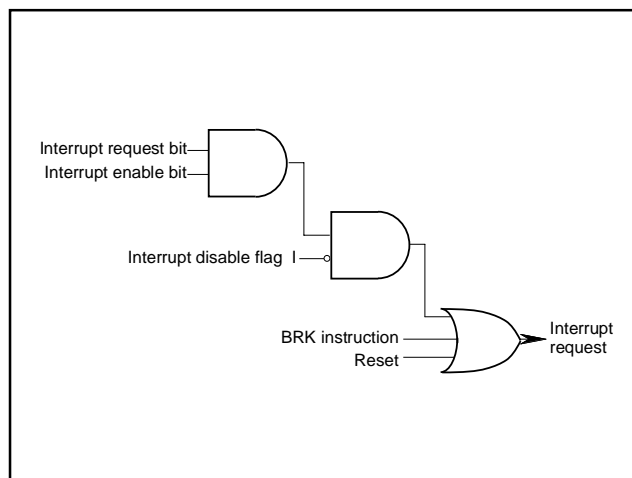 Interrupt request bit
Interrupt enable bit
Interrupt disable flag I
BRK instruction
Reset
Interrupt
request